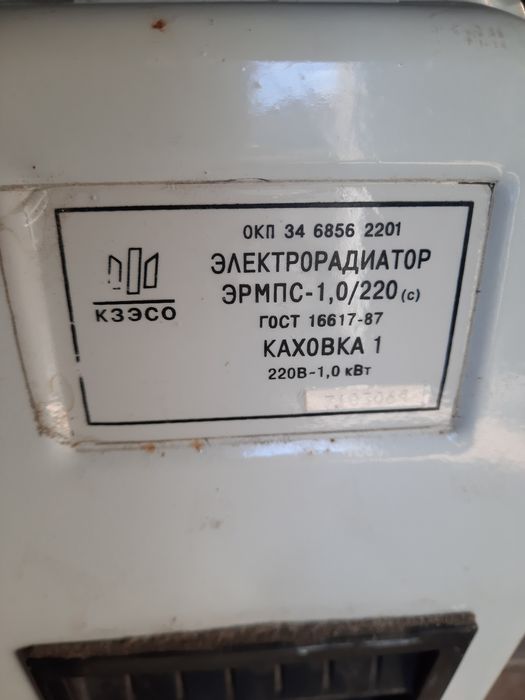 ОКП 34 6856 2201
ЭЛЕКТРОРАДИАТОР
ЭРМПС-1,0/220 (с)
КЗЭСО
ГОСТ 16617-87
КАХОВКА 1
220В~1,0 кВт